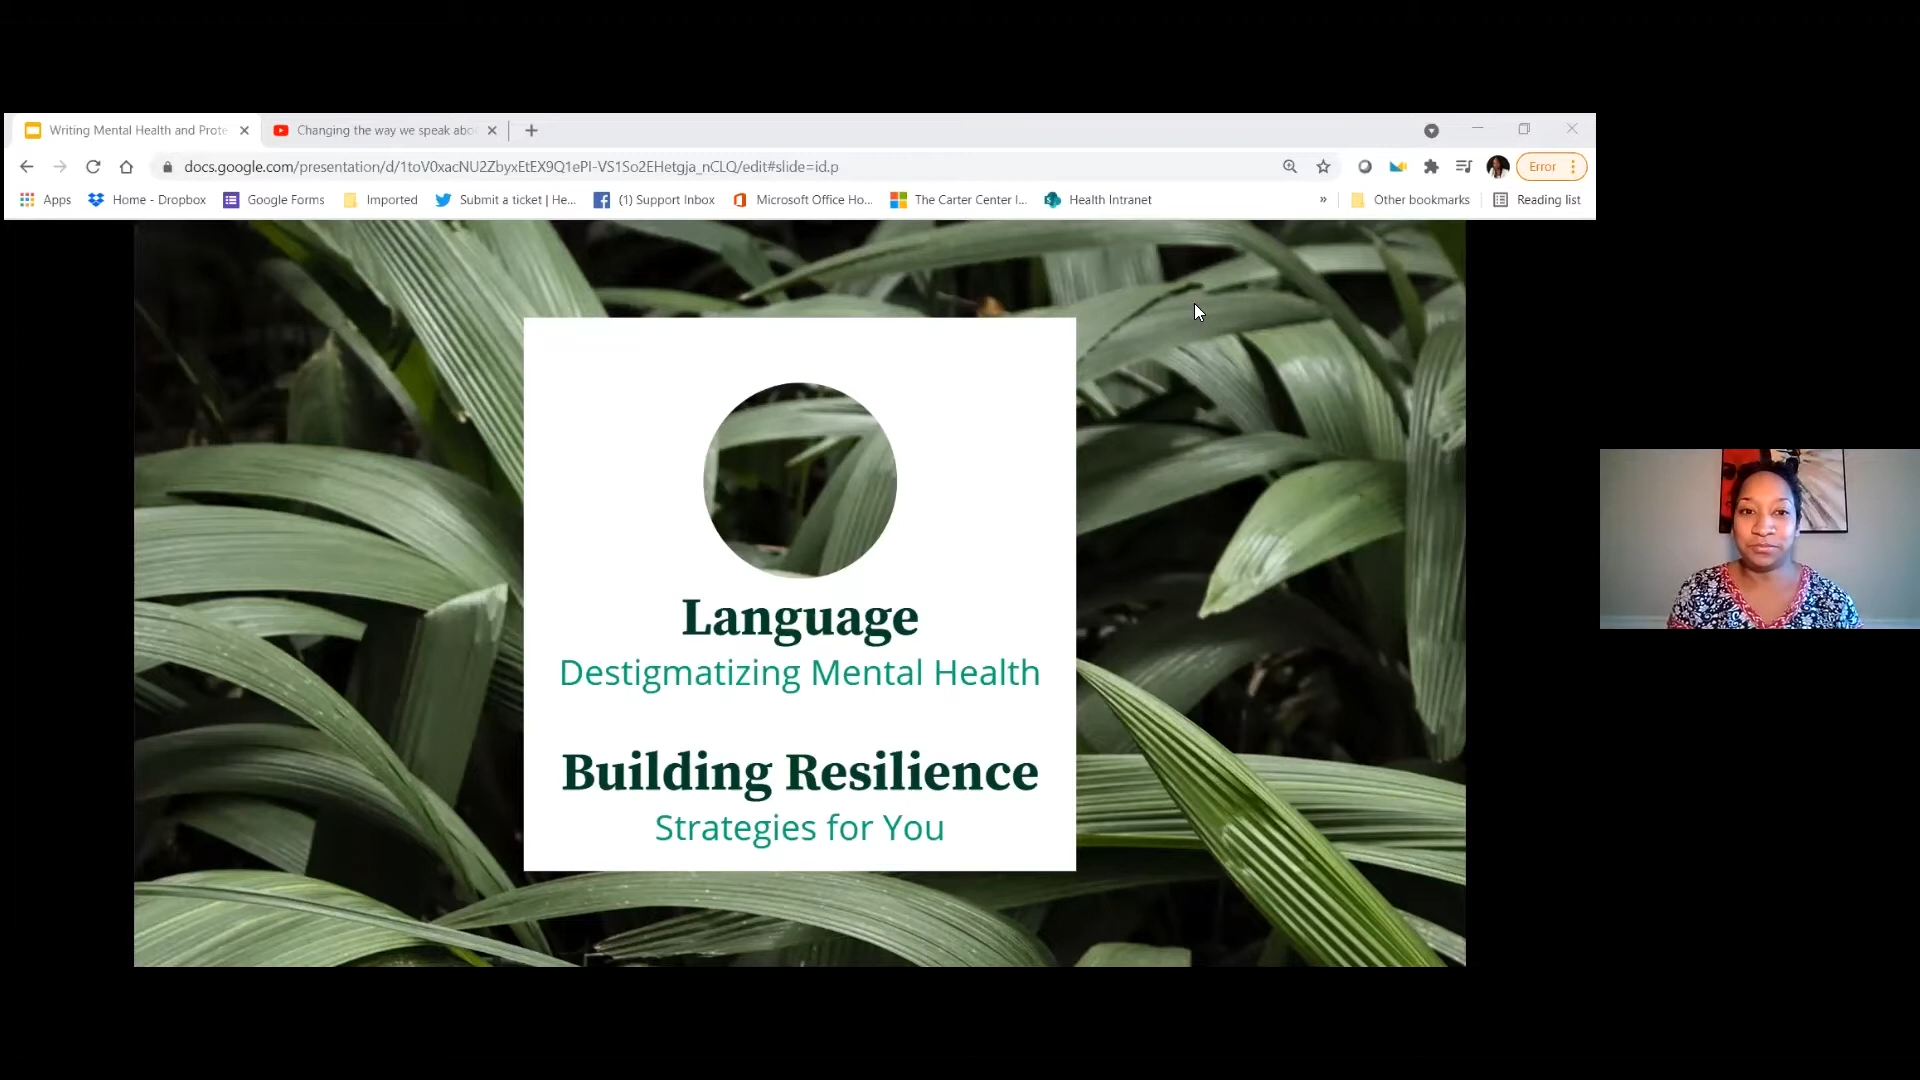 Writing Mental Health and Prote
Changing the way we speak abo
docs.google.com/presentation/d/1toV0xacNU2ZbyxEtEX9Q1ePI-VS1So2EHetgja_nCLQ/edit#slide=id.p
Error
Apps
Home - Dropbox
Google Forms
Imported
Submit a ticket | He...
(1) Support Inbox
Microsoft Office Ho...
The Carter Center I...
Health Intranet
»
Other bookmarks
Reading list
Language
Destigmatizing Mental Health
Building Resilience
Strategies for You